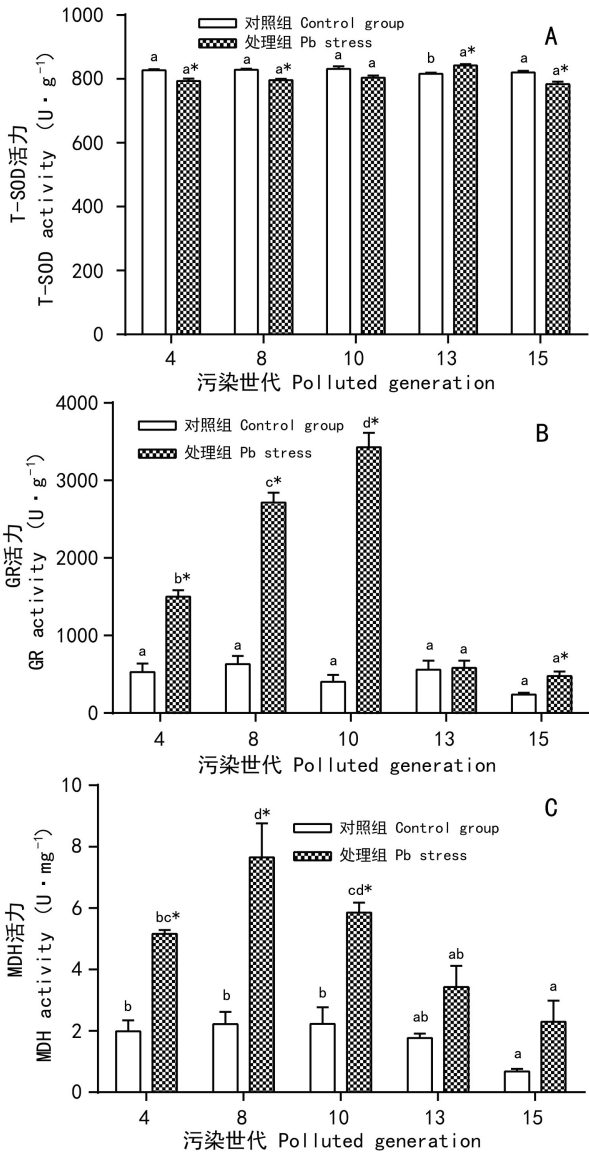 对照组 Control group
处理组 Pb stress
A
T-SOD活力
T-SOD activity (U·g⁻¹)
1000
800
600
400
200
0
a a* a a* a a b a* a a*
4 8 10 13 15
污染世代 Polluted generation
对照组 Control group
处理组 Pb stress
B
GR活力
GR activity (U·g⁻¹)
4000
3000
2000
1000
0
a b* a c* a d* a a a a*
4 8 10 13 15
污染世代 Polluted generation
对照组 Control group
处理组 Pb stress
C
MDH活力
MDH activity (U·mg⁻¹)
10
8
6
4
2
0
b bc* b d* b cd* ab ab a a
4 8 10 13 15
污染世代 Polluted generation